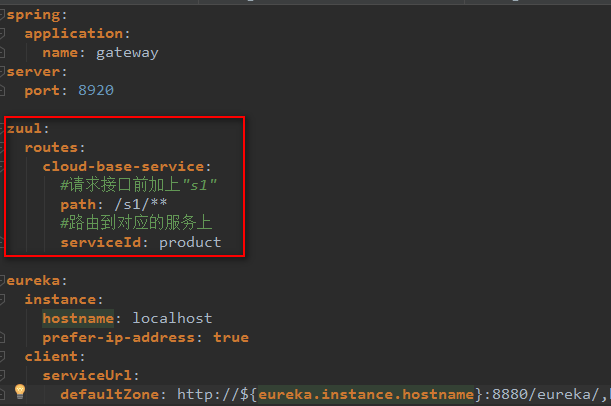 spring:
  application:
    name: gateway
server:
  port: 8920
zuul:
  routes:
    cloud-base-service:
      #请求接口前加上"s1"
      path: /s1/**
      #路由到对应的服务上
      serviceId: product
eureka:
  instance:
    hostname: localhost
    prefer-ip-address: true
  client:
    serviceUrl:
      defaultZone: http://${eureka.instance.hostname}:8880/eureka/,